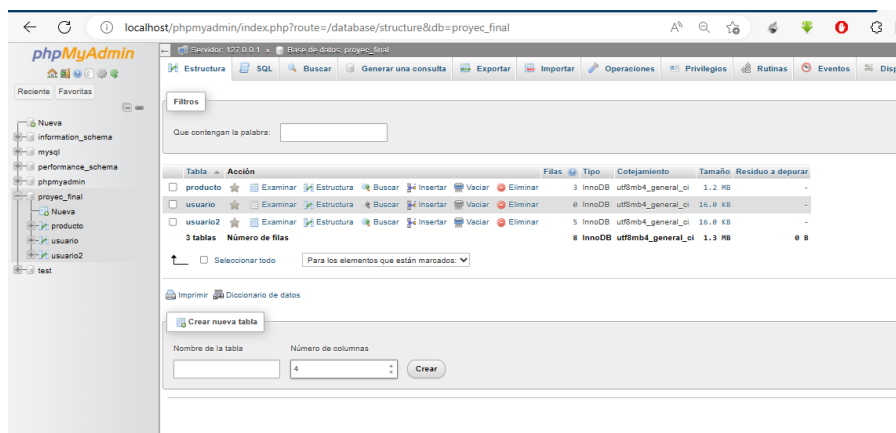 localhost/phpmyadmin/index.php?route=/database/structure&db=proyec_final
phpMyAdmin
Reciente Favoritas
Nueva
information_schema
mysql
performance_schema
phpmyadmin
proyec_final
Nueva
producto
usuario
usuario2
test
Servidor: 127.0.0.1 » Base de datos: proyec_final
Estructura SQL Buscar Generar una consulta Exportar Importar Operaciones Privilegios Rutinas Eventos Disp
Filtros
Que contengan la palabra:
Tabla Acción Filas Tipo Cotejamiento Tamaño Residuo a depurar
producto Examinar Estructura Buscar Insertar Vaciar Eliminar 3 InnoDB utf8mb4_general_ci 1.2 MB -
usuario Examinar Estructura Buscar Insertar Vaciar Eliminar 0 InnoDB utf8mb4_general_ci 16.0 KB -
usuario2 Examinar Estructura Buscar Insertar Vaciar Eliminar 5 InnoDB utf8mb4_general_ci 16.0 KB -
3 tablas Número de filas 8 InnoDB utf8mb4_general_ci 1.3 MB 0 B
Seleccionar todo Para los elementos que están marcados:
Imprimir Diccionario de datos
Crear nueva tabla
Nombre de la tabla Número de columnas
4 Crear